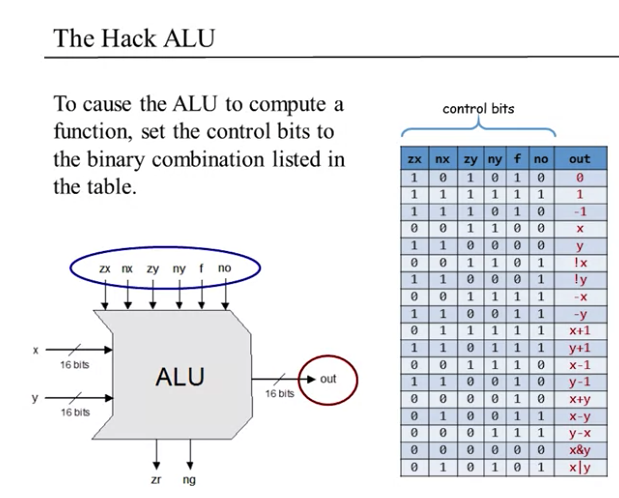 The Hack ALU
To cause the ALU to compute a
function, set the control bits to
the binary combination listed in
the table.
control bits
zx nx zy ny f no out
1 0 1 0 1 0 0
1 1 1 1 1 1 1
1 1 1 0 1 0 -1
0 0 1 1 0 0 x
1 1 0 0 0 0 y
0 0 1 1 0 1 !x
1 1 0 0 0 1 !y
0 0 1 1 1 1 -x
1 1 0 0 1 1 -y
0 1 1 1 1 1 x+1
1 1 0 1 1 1 y+1
0 0 1 1 1 0 x-1
1 1 0 0 1 0 y-1
0 0 0 0 1 0 x+y
0 1 0 0 1 1 x-y
0 0 0 1 1 1 y-x
0 0 0 0 0 0 x&y
0 1 0 1 0 1 x|y
zx nx zy ny f no
x
16 bits
ALU
16 bits
out
y
16 bits
zr ng